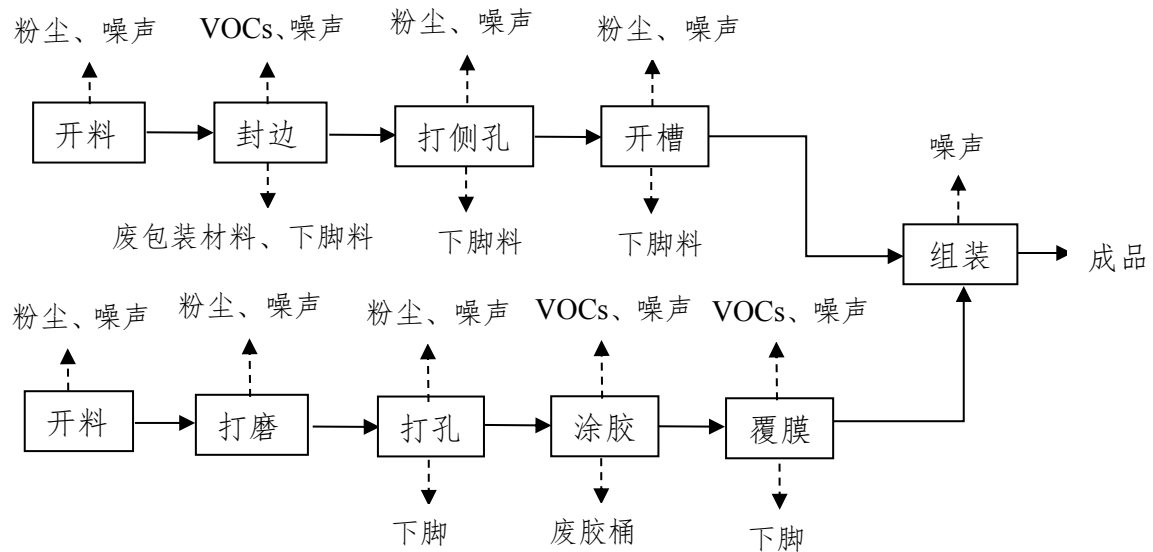 粉尘、噪声
VOCs、噪声
粉尘、噪声
粉尘、噪声
开料
封边
打侧孔
开槽
噪声
废包装材料、下脚料
下脚料
下脚料
组装
成品
粉尘、噪声
粉尘、噪声
粉尘、噪声
VOCs、噪声
VOCs、噪声
开料
打磨
打孔
涂胶
覆膜
下脚
废胶桶
下脚